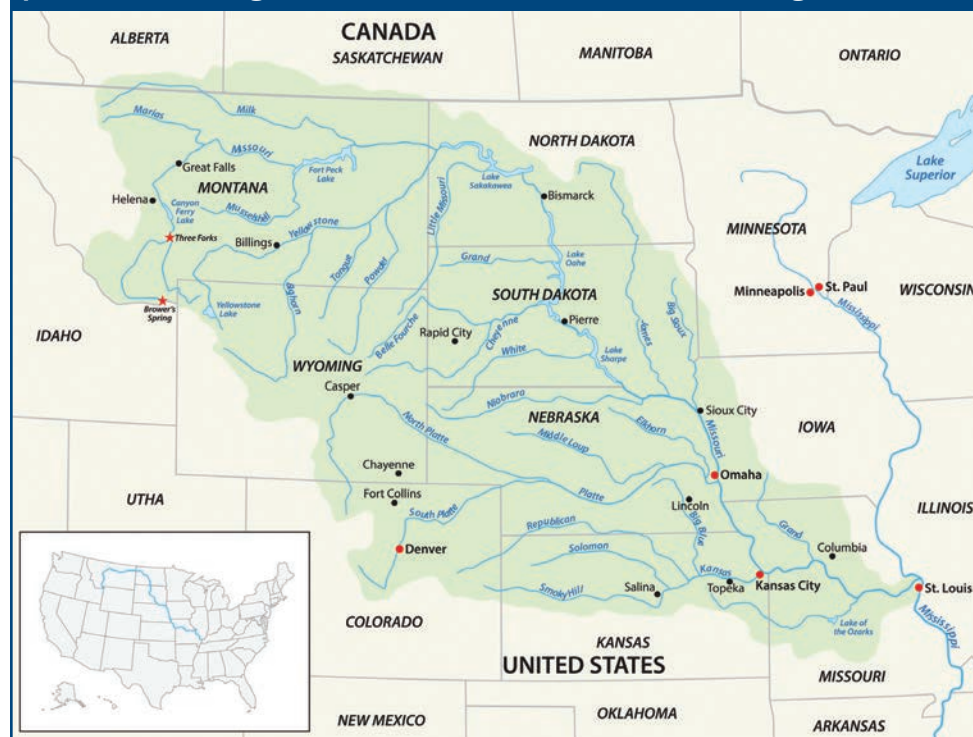 ALBERTA
CANADA
SASKATCHEWAN
MANITOBA
ONTARIO
Marias
Milk
Missouri
NORTH DAKOTA
Great Falls
Fort Peck
Lake
Lake
Sakakawea
Lake
Superior
MONTANA
Helena
Canyon
Ferry
Lake
Musselshell
Little Missouri
Bismarck
Three Forks
Yellowstone
Billings
MINNESOTA
Tongue
Powder
Grand
Lake
Oahe
Minneapolis
St. Paul
WISCONSIN
Brower's
Spring
Yellowstone
Lake
Bighorn
SOUTH DAKOTA
Mississippi
IDAHO
Belle Fourche
Rapid City
Cheyenne
Pierre
James
Big Sioux
WYOMING
White
Lake
Sharpe
Casper
Niobrara
NEBRASKA
Sioux City
North Platte
Elkhorn
Missouri
IOWA
Middle Loup
Chayenne
Omaha
UTHA
Fort Collins
South Platte
Platte
Lincoln
ILLINOIS
Republican
Big Blue
Grand
Denver
Solomon
Columbia
Kansas
Smoky Hill
Salina
Topeka
Kansas City
St. Louis
COLORADO
Lake of
the Ozarks
Mississippi
KANSAS
UNITED STATES
MISSOURI
NEW MEXICO
OKLAHOMA
ARKANSAS